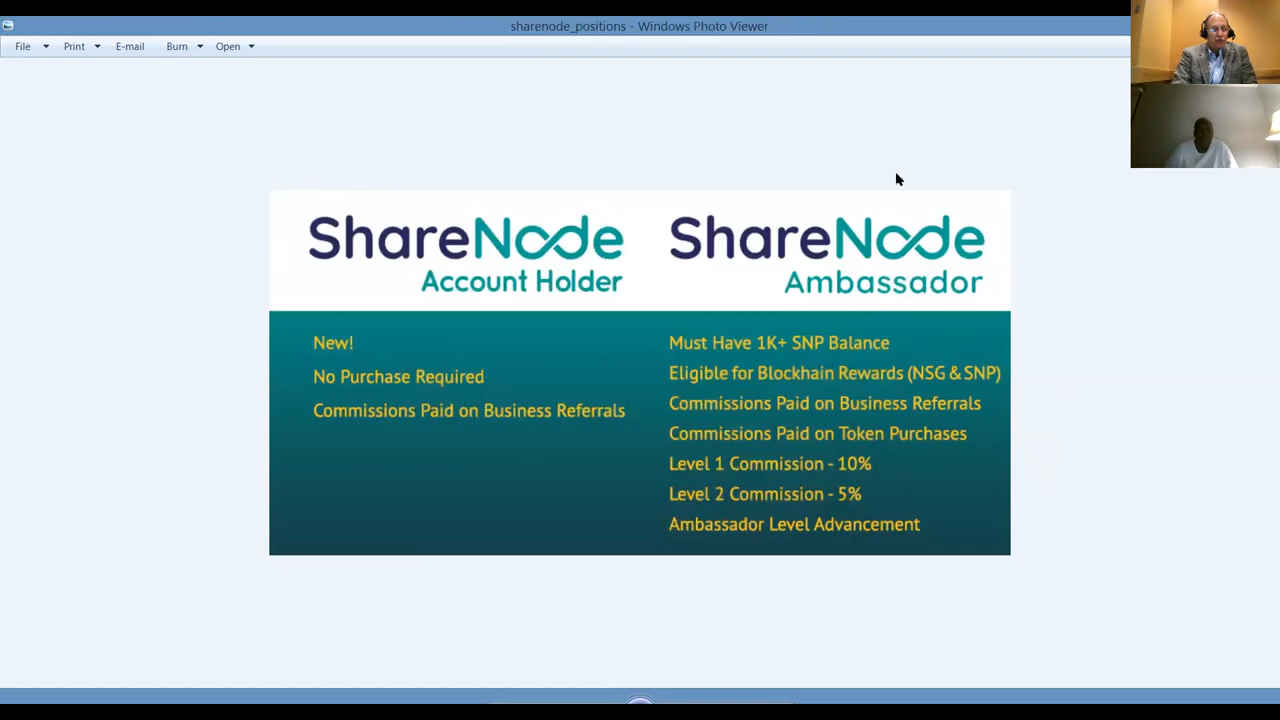 sharenode_positions - Windows Photo Viewer
File Print E-mail Burn Open
ShareNode
Account Holder
New!
No Purchase Required
Commissions Paid on Business Referrals
ShareNode
Ambassador
Must Have 1K+ SNP Balance
Eligible for Blockhain Rewards (NSG & SNP)
Commissions Paid on Business Referrals
Commissions Paid on Token Purchases
Level 1 Commission - 10%
Level 2 Commission - 5%
Ambassador Level Advancement